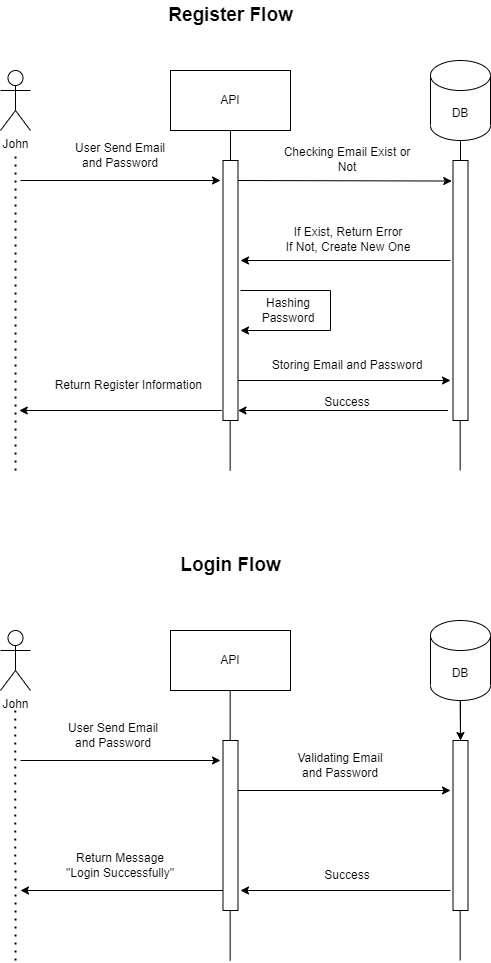 Register Flow
API
DB
John
User Send Email
and Password
Checking Email Exist or
Not
If Exist, Return Error
If Not, Create New One
Hashing
Password
Storing Email and Password
Return Register Information
Success
Login Flow
API
DB
John
User Send Email
and Password
Validating Email
and Password
Return Message
"Login Successfully"
Success